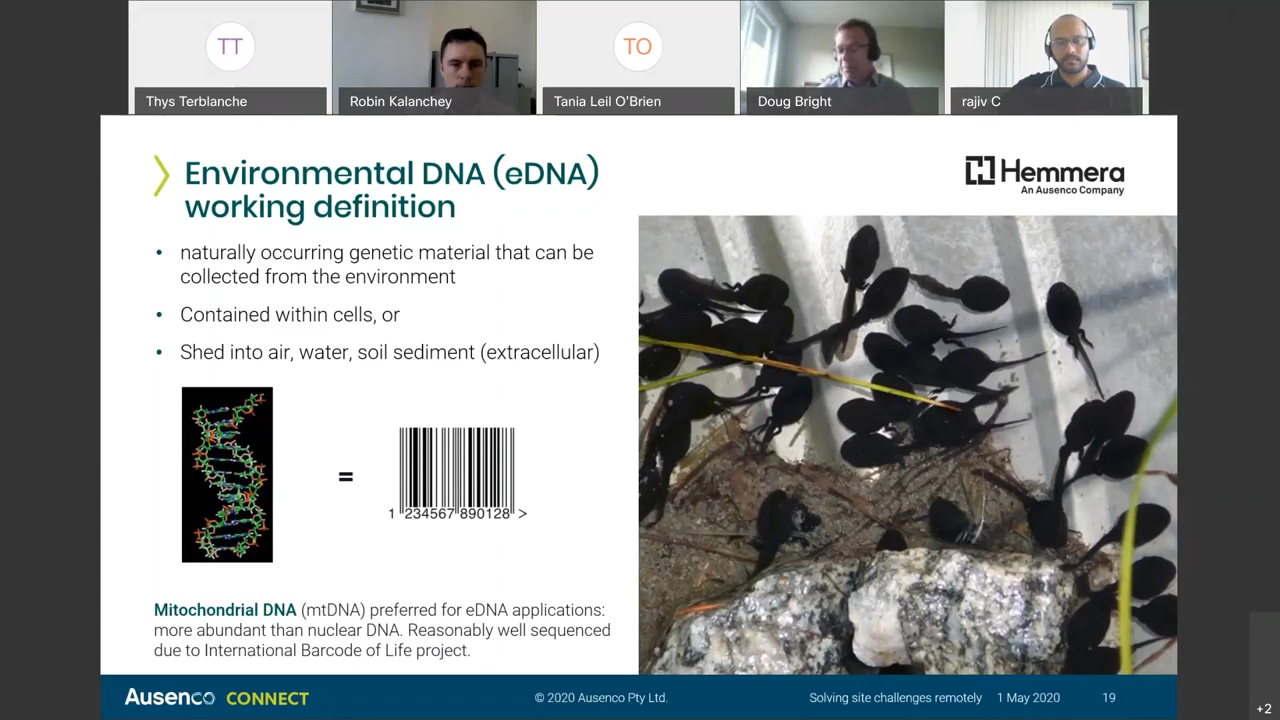 TT
TO
Thys Terblanche
Robin Kalanchey
Tania Leil O'Brien
Doug Bright
rajiv C
Environmental DNA (eDNA)
working definition
Hemmera
An Ausenco Company
• naturally occurring genetic material that can be
collected from the environment
• Contained within cells, or
• Shed into air, water, soil sediment (extracellular)
=
1 234567 890128 >
Mitochondrial DNA (mtDNA) preferred for eDNA applications:
more abundant than nuclear DNA. Reasonably well sequenced
due to International Barcode of Life project.
Ausenco CONNECT
© 2020 Ausenco Pty Ltd.
Solving site challenges remotely 1 May 2020 19
+2